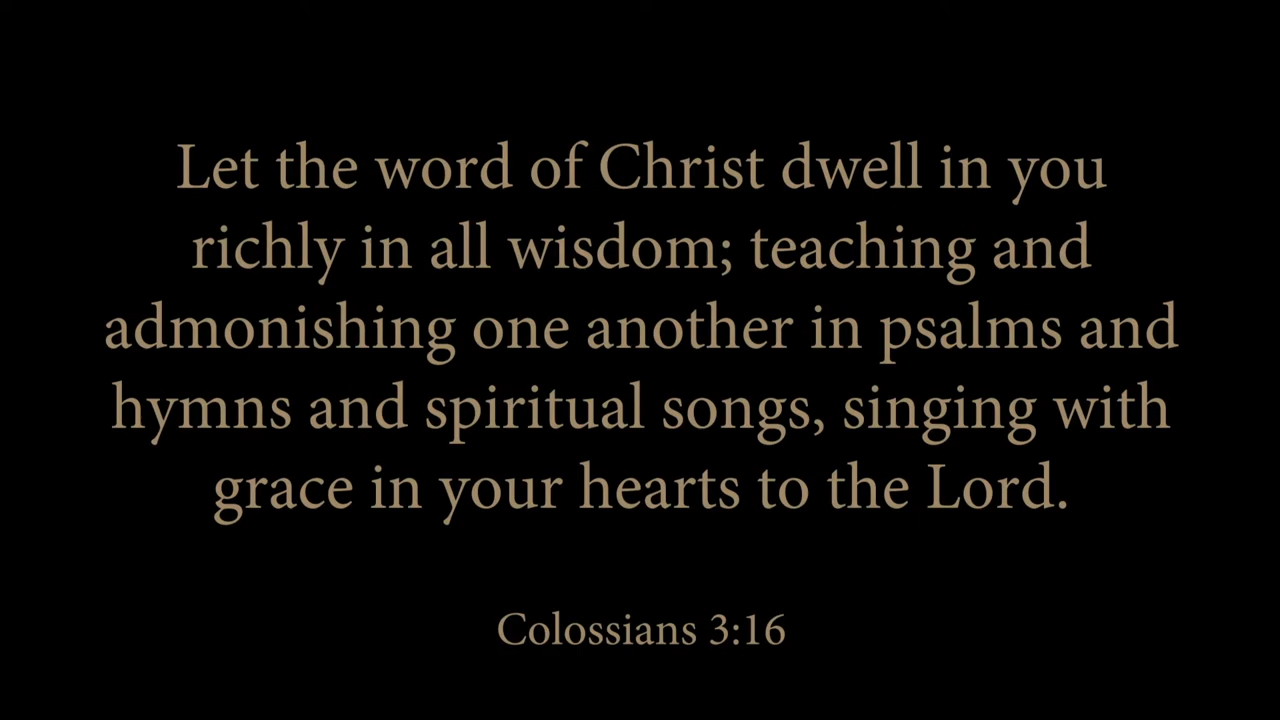 Let the word of Christ dwell in you
richly in all wisdom; teaching and
admonishing one another in psalms and
hymns and spiritual songs, singing with
grace in your hearts to the Lord.
Colossians 3:16